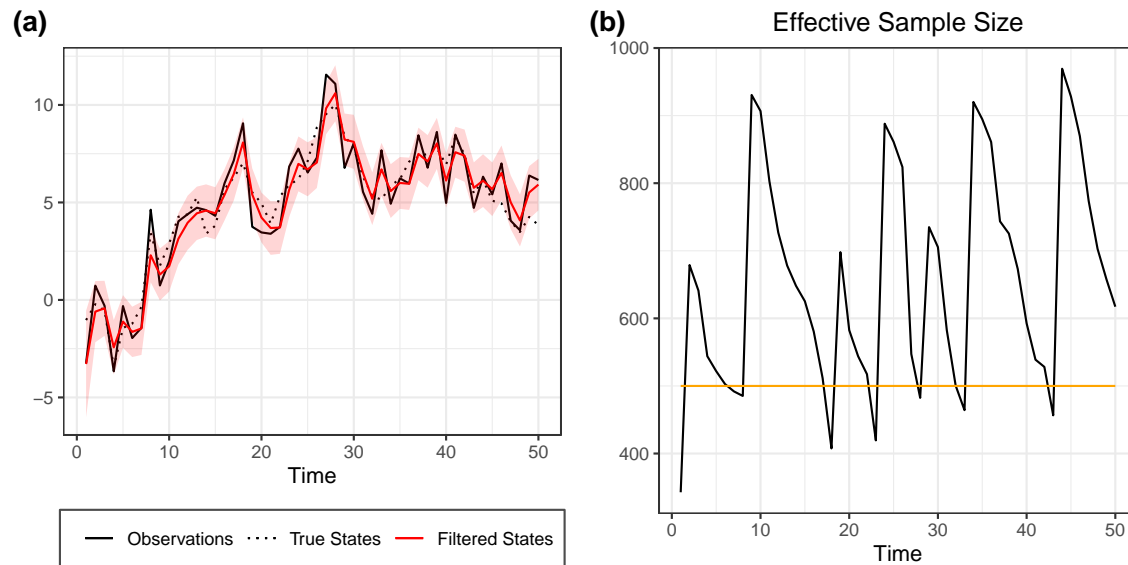 (a)
10
5
0
−5
0 10 20 30 40 50
Time
Observations True States Filtered States
(b)
Effective Sample Size
1000
800
600
400
0 10 20 30 40 50
Time